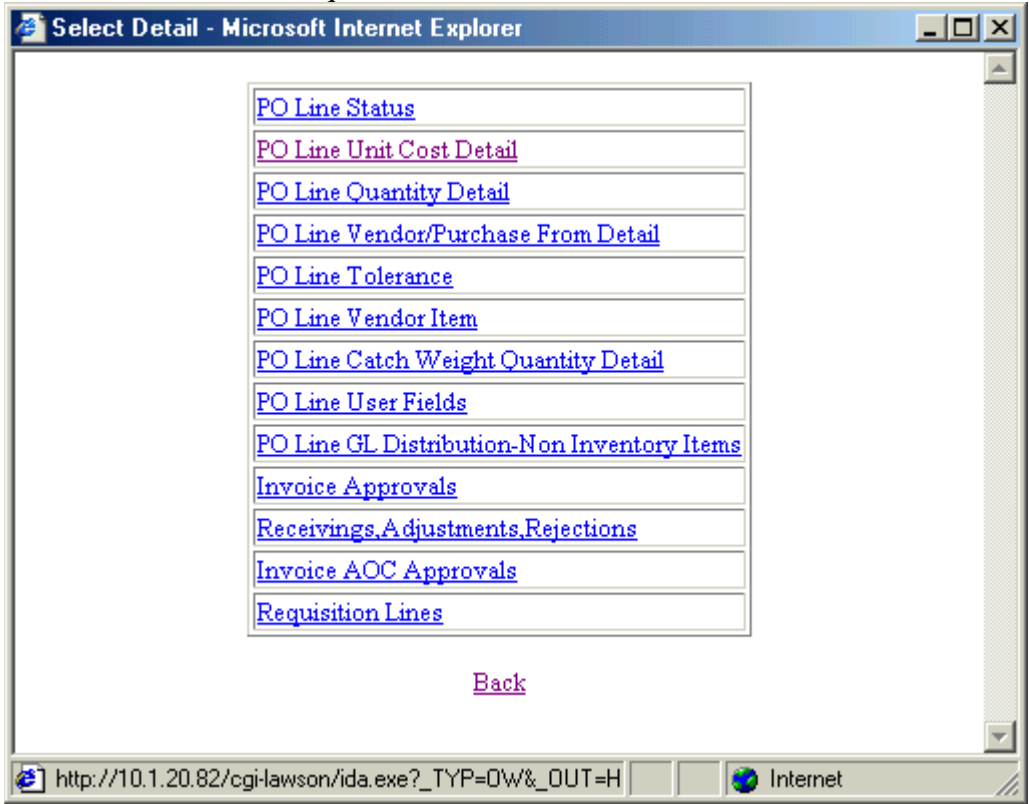 Select Detail - Microsoft Internet Explorer
PO Line Status
PO Line Unit Cost Detail
PO Line Quantity Detail
PO Line Vendor/Purchase From Detail
PO Line Tolerance
PO Line Vendor Item
PO Line Catch Weight Quantity Detail
PO Line User Fields
PO Line GL Distribution-Non Inventory Items
Invoice Approvals
Receivings,Adjustments,Rejections
Invoice AOC Approvals
Requisition Lines
Back
http://10.1.20.82/cgi-lawson/ida.exe?_TYP=OW&_OUT=H Internet